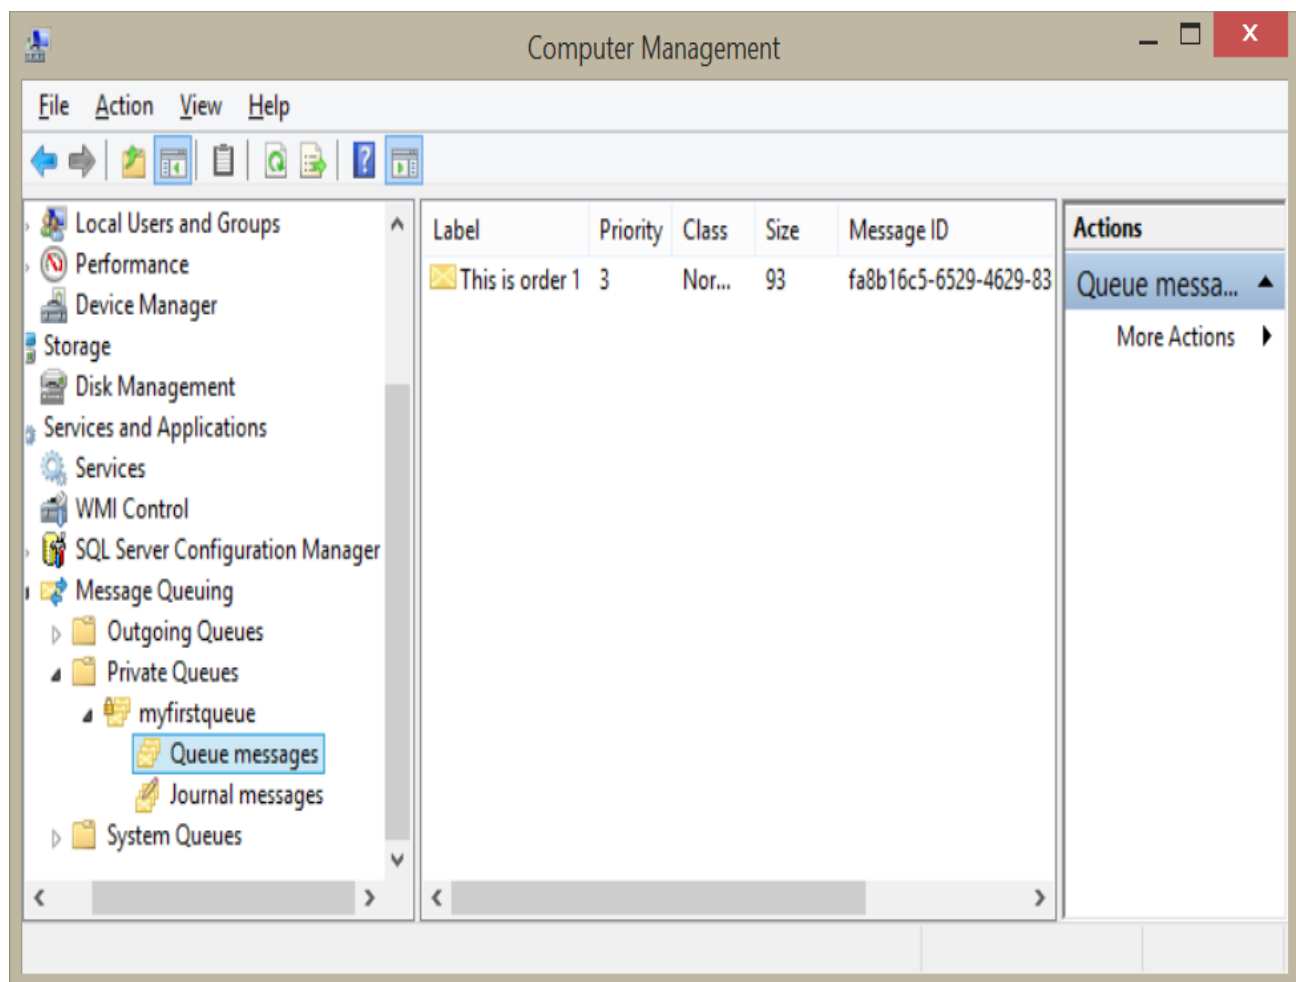 Computer Management
X
File Action View Help
Local Users and Groups
Performance
Device Manager
Storage
Disk Management
Services and Applications
Services
WMI Control
SQL Server Configuration Manager
Message Queuing
Outgoing Queues
Private Queues
myfirstqueue
Queue messages
Journal messages
System Queues
Label Priority Class Size Message ID
This is order 1 3 Nor... 93 fa8b16c5-6529-4629-83
Actions
Queue messa...
More Actions